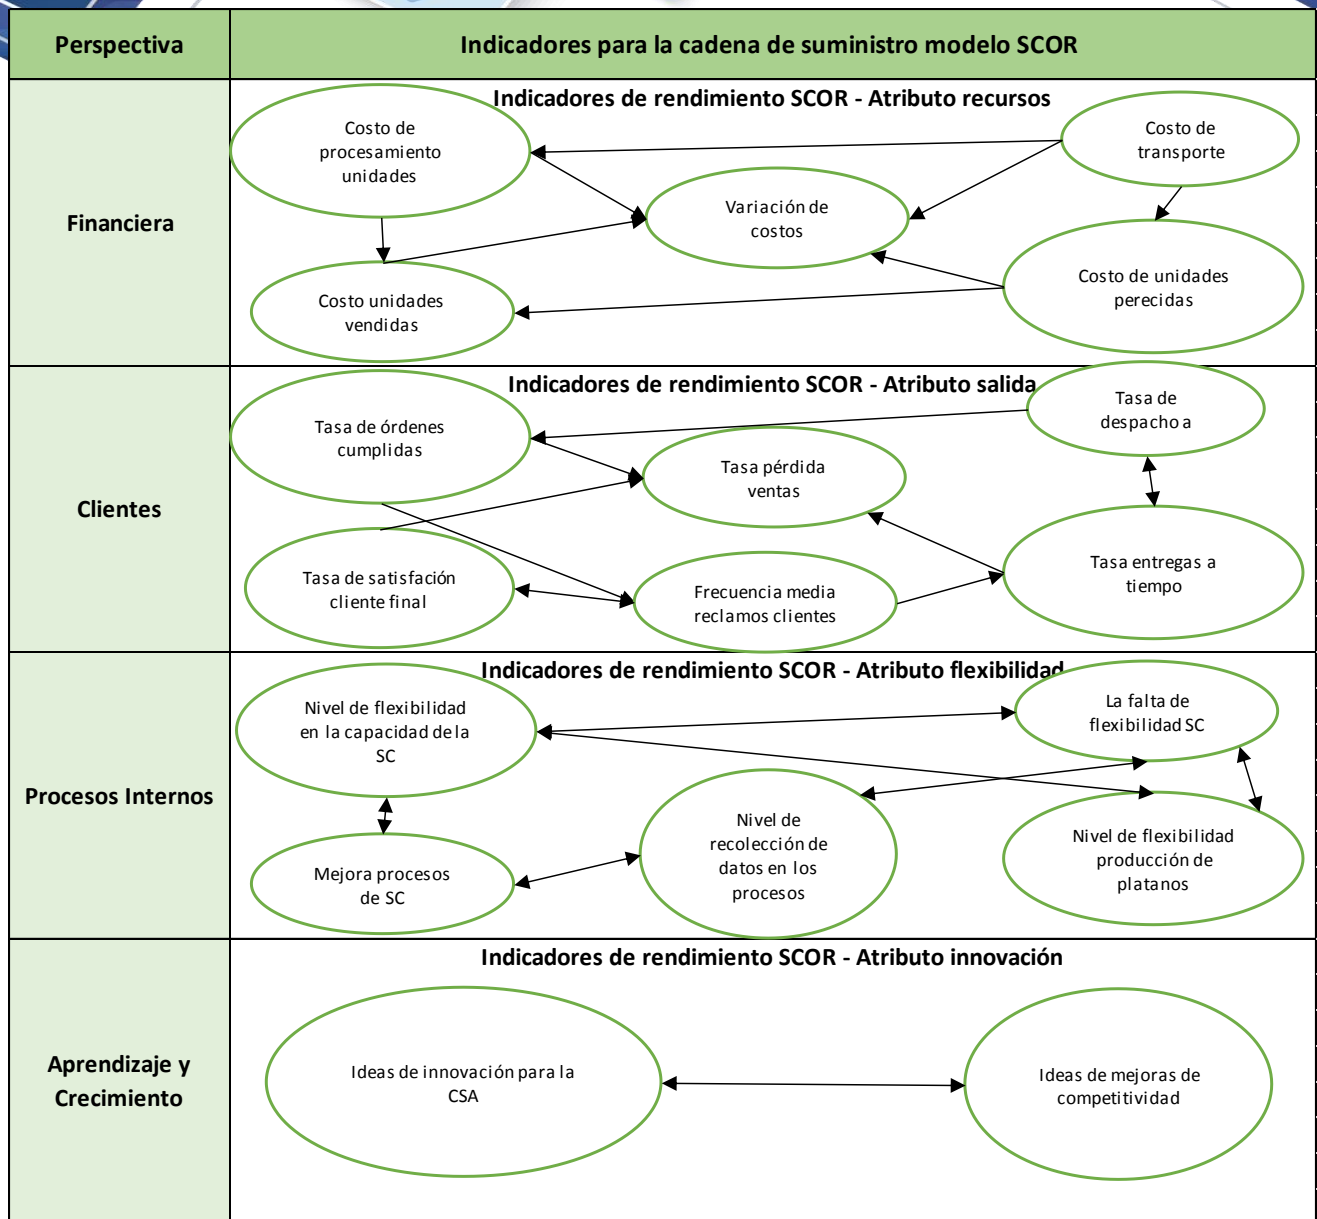 Perspectiva
Indicadores para la cadena de suministro modelo SCOR
Financiera
Indicadores de rendimiento SCOR - Atributo recursos
Costo de
procesamiento
unidades
Costo de
transporte
Variación de
costos
Costo unidades
vendidas
Costo de unidades
perecidas
Clientes
Indicadores de rendimiento SCOR - Atributo salida
Tasa de órdenes
cumplidas
Tasa de
despacho a
Tasa pérdida
ventas
Tasa de satisfación
cliente final
Frecuencia media
reclamos clientes
Tasa entregas a
tiempo
Procesos Internos
Indicadores de rendimiento SCOR - Atributo flexibilidad
Nivel de flexibilidad
en la capacidad de la
SC
La falta de
flexibilidad SC
Nivel de
recolección de
datos en los
procesos
Mejora procesos
de SC
Nivel de flexibilidad
producción de
platanos
Aprendizaje y
Crecimiento
Indicadores de rendimiento SCOR - Atributo innovación
Ideas de innovación para la
CSA
Ideas de mejoras de
competitividad